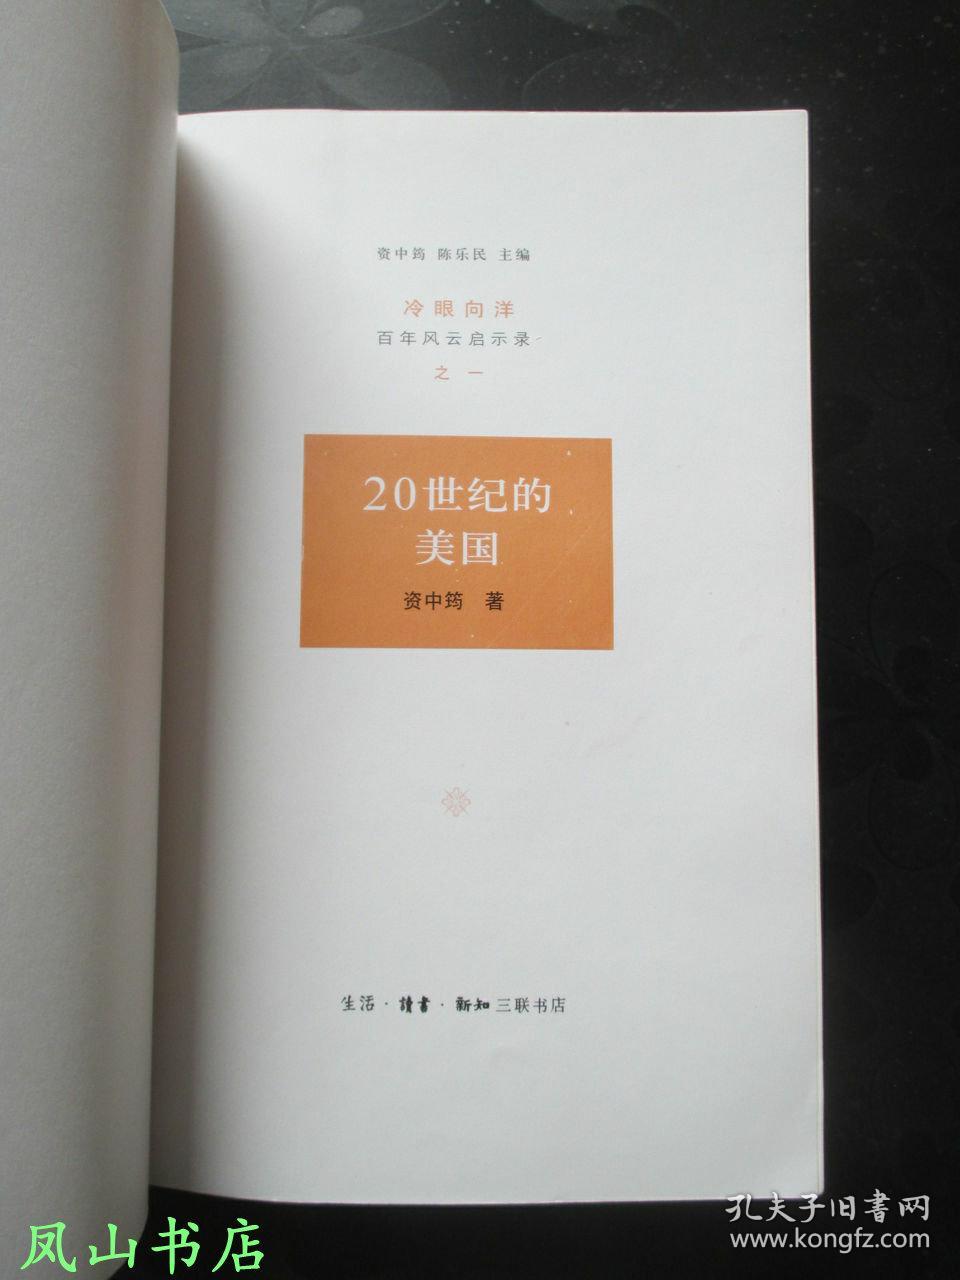 资中筠 陈乐民 主编
冷眼向洋
百年风云启示录
之一
20世纪的
美国
资中筠 著
生活·讀書·新知三联书店
凤山书店
孔夫子旧书网
www.kongfz.com